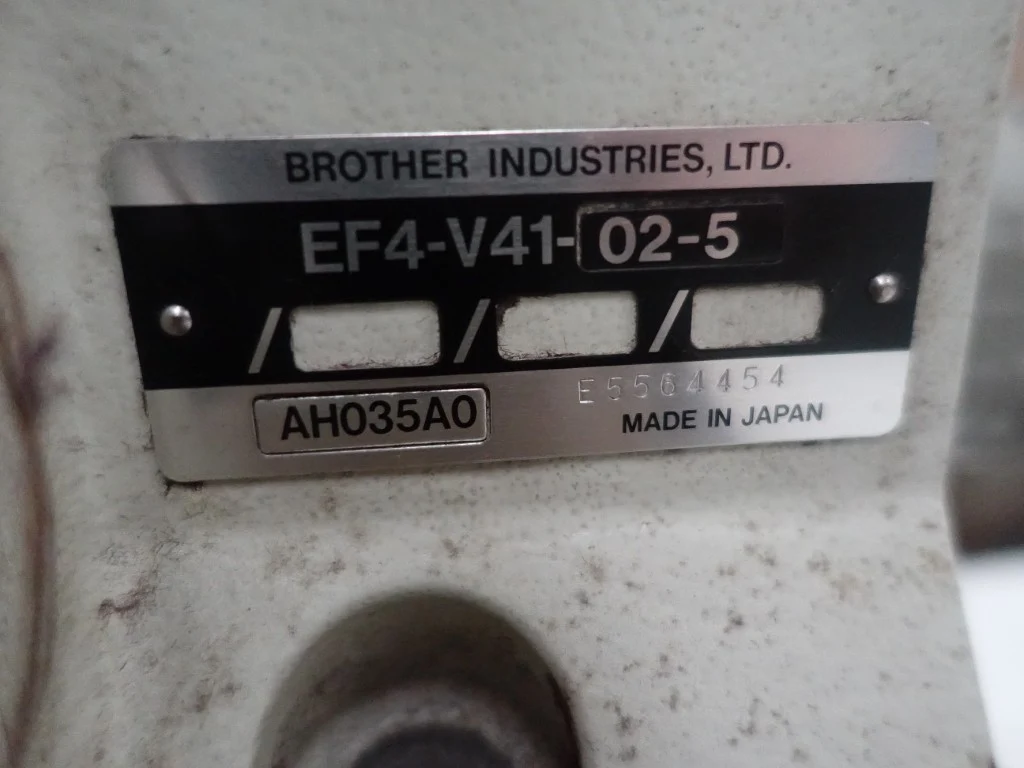 BROTHER INDUSTRIES, LTD.
EF4-V41-02-5
/ / /
E5564454
AH035A0 MADE IN JAPAN